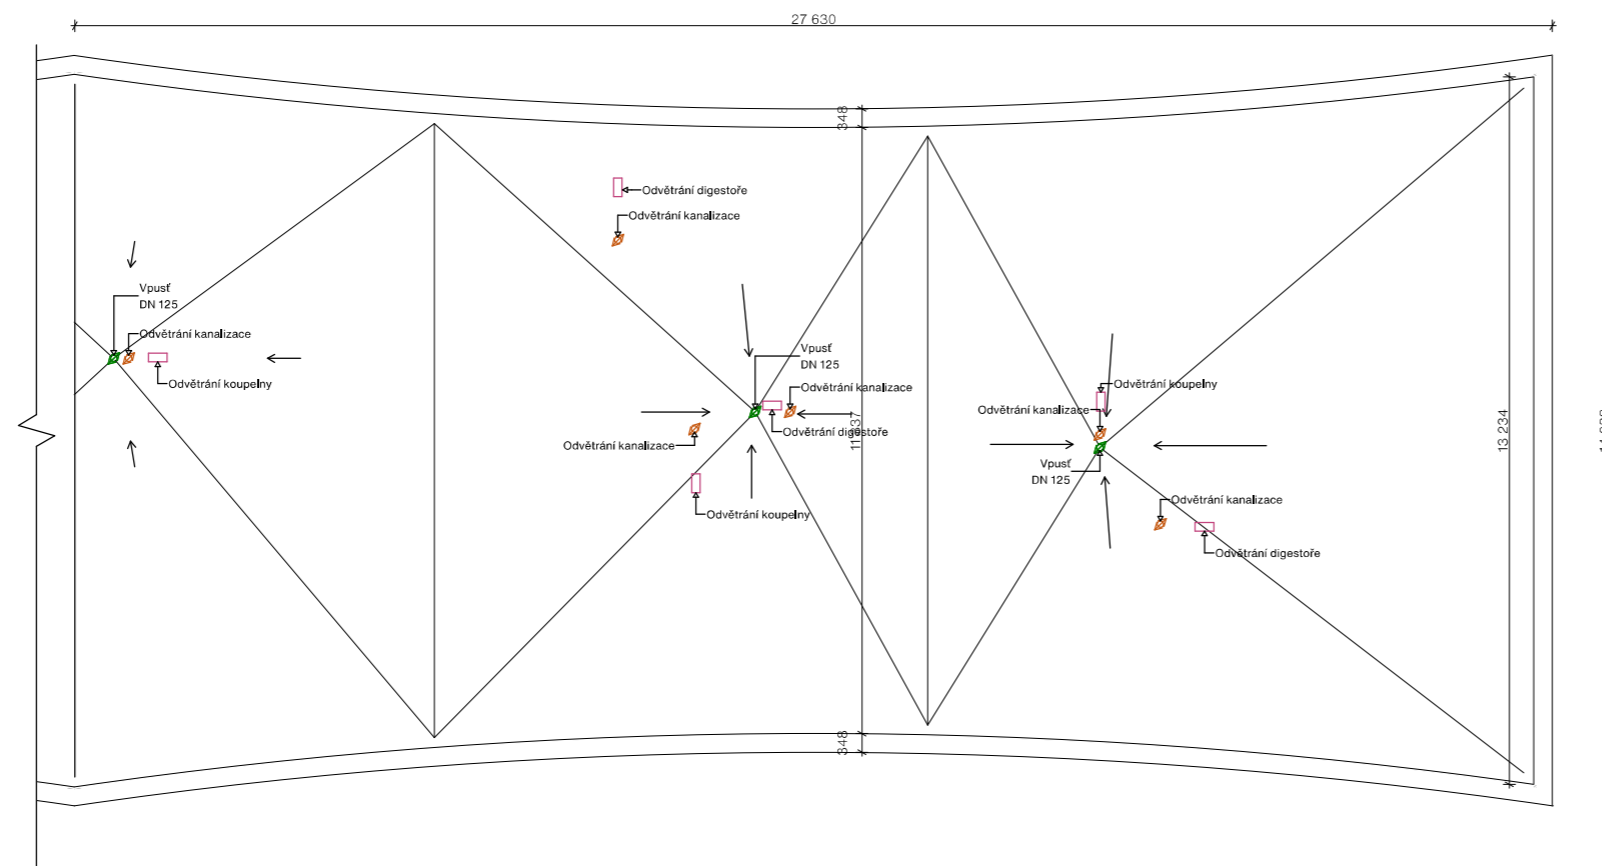 27 630
348
Odvětrání digestoře
Odvětrání kanalizace
Vpusť
DN 125
Odvětrání kanalizace
Odvětrání koupelny
Vpusť
DN 125
Odvětrání kanalizace
Odvětrání digestoře
Odvětrání kanalizace
Odvětrání koupelny
Odvětrání koupelny
Odvětrání kanalizace
Vpusť
DN 125
Odvětrání kanalizace
Odvětrání digestoře
13 234
348